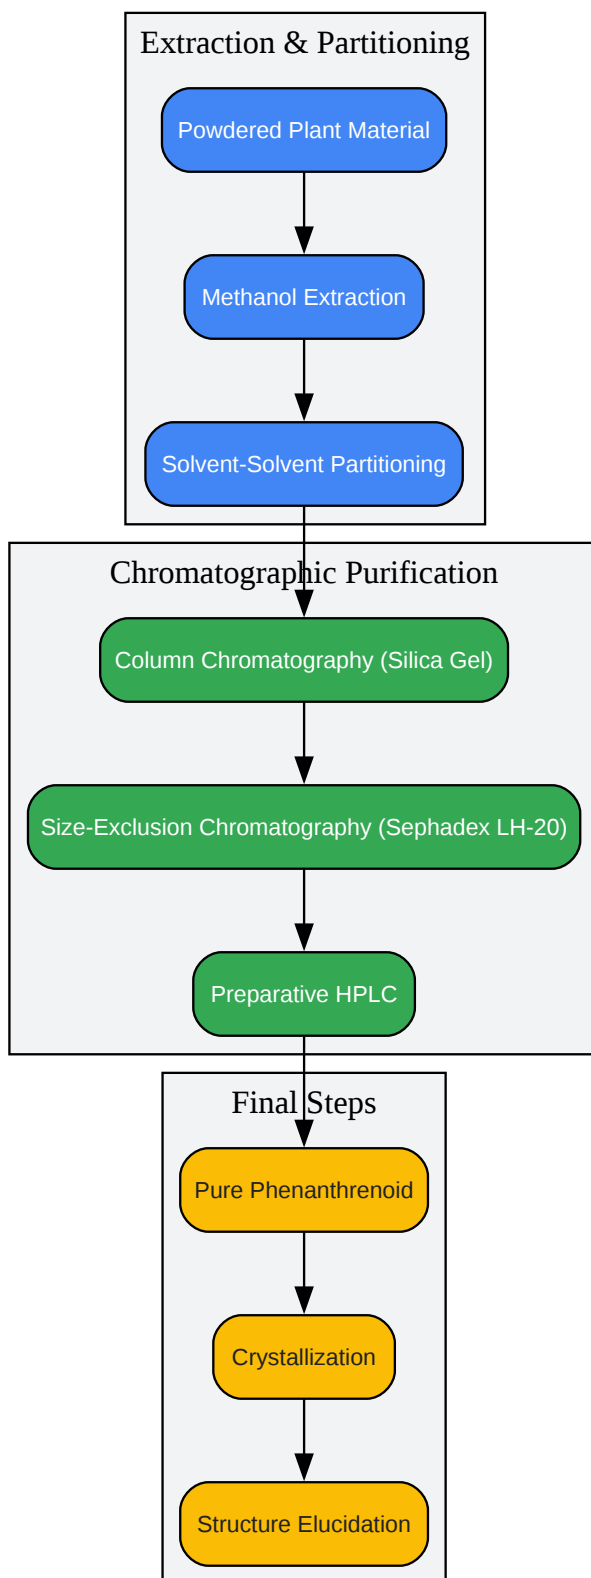 Extraction & Partitioning
Powdered Plant Material
Methanol Extraction
Solvent-Solvent Partitioning
Chromatographic Purification
Column Chromatography (Silica Gel)
Size-Exclusion Chromatography (Sephadex LH-20)
Preparative HPLC
Final Steps
Pure Phenanthrenoid
Crystallization
Structure Elucidation